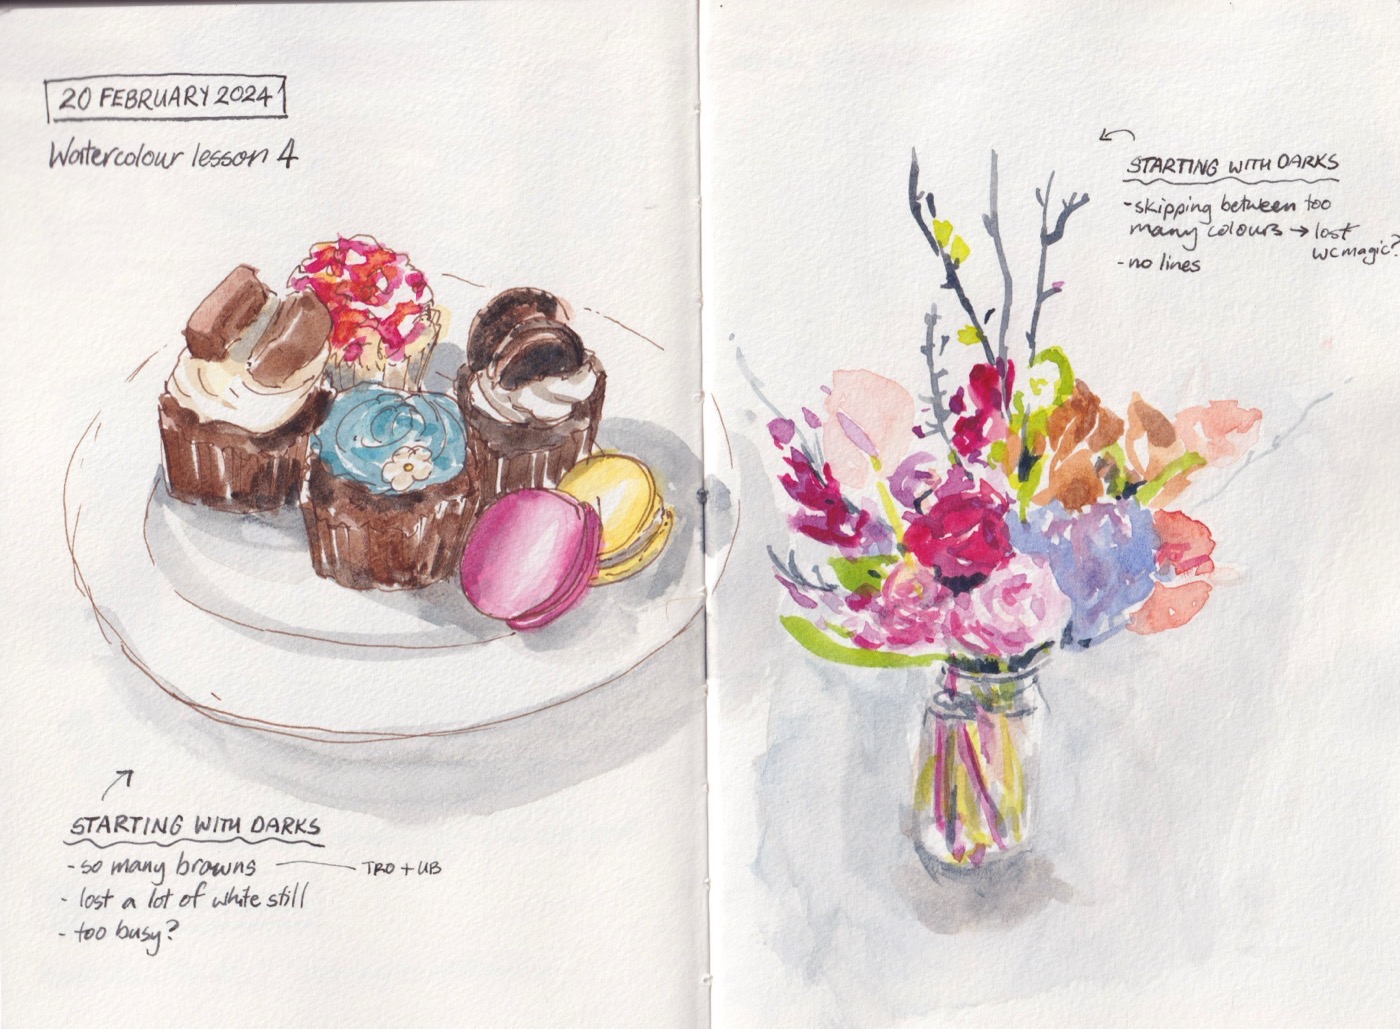 20 FEBRUARY 2024
Watercolour lesson 4
STARTING WITH DARKS
-so many browns — TRO + UB
- lost a lot of white still
- too busy?
STARTING WITH DARKS
-skipping between too
many colours → lost
wc magic?
-no lines